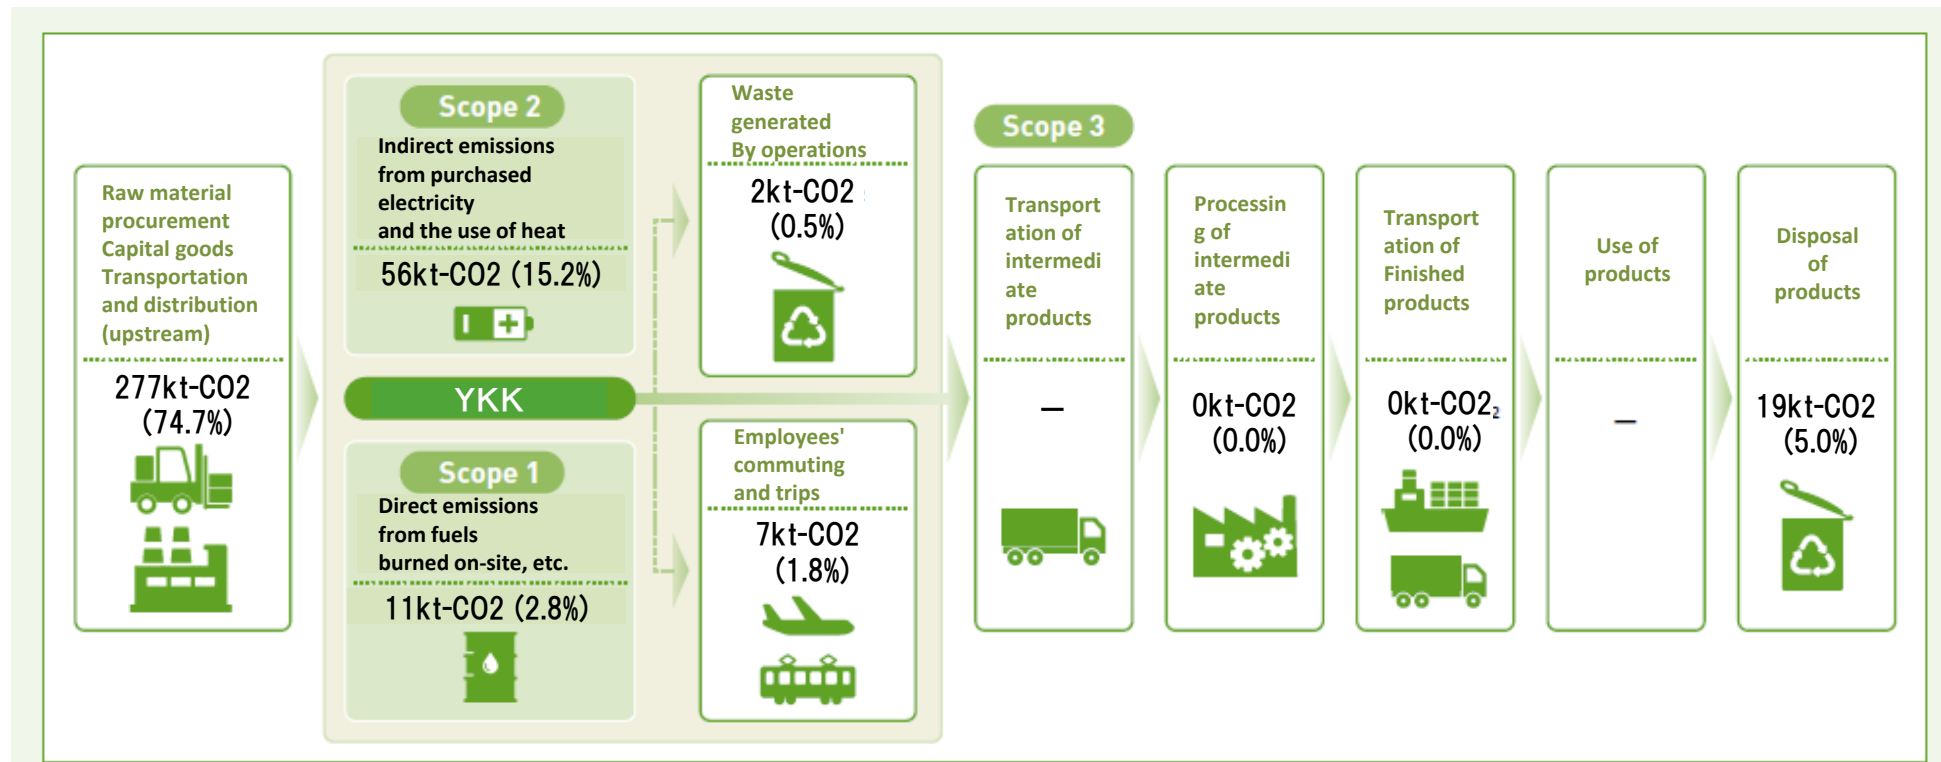 Raw material
procurement
Capital goods
Transportation
and distribution
(upstream)
277kt-CO2
(74.7%)
Scope 2
Indirect emissions
from purchased
electricity
and the use of heat
56kt-CO2 (15.2%)
YKK
Scope 1
Direct emissions
from fuels
burned on-site, etc.
11kt-CO2 (2.8%)
Waste
generated
By operations
2kt-CO2
(0.5%)
Employees'
commuting
and trips
7kt-CO2
(1.8%)
Scope 3
Transport
ation of
intermedi
ate
products
—
Processin
g of
intermedi
ate
products
0kt-CO2
(0.0%)
Transport
ation of
Finished
products
0kt-CO2₂
(0.0%)
Use of
products
—
Disposal
of
products
19kt-CO2
(5.0%)